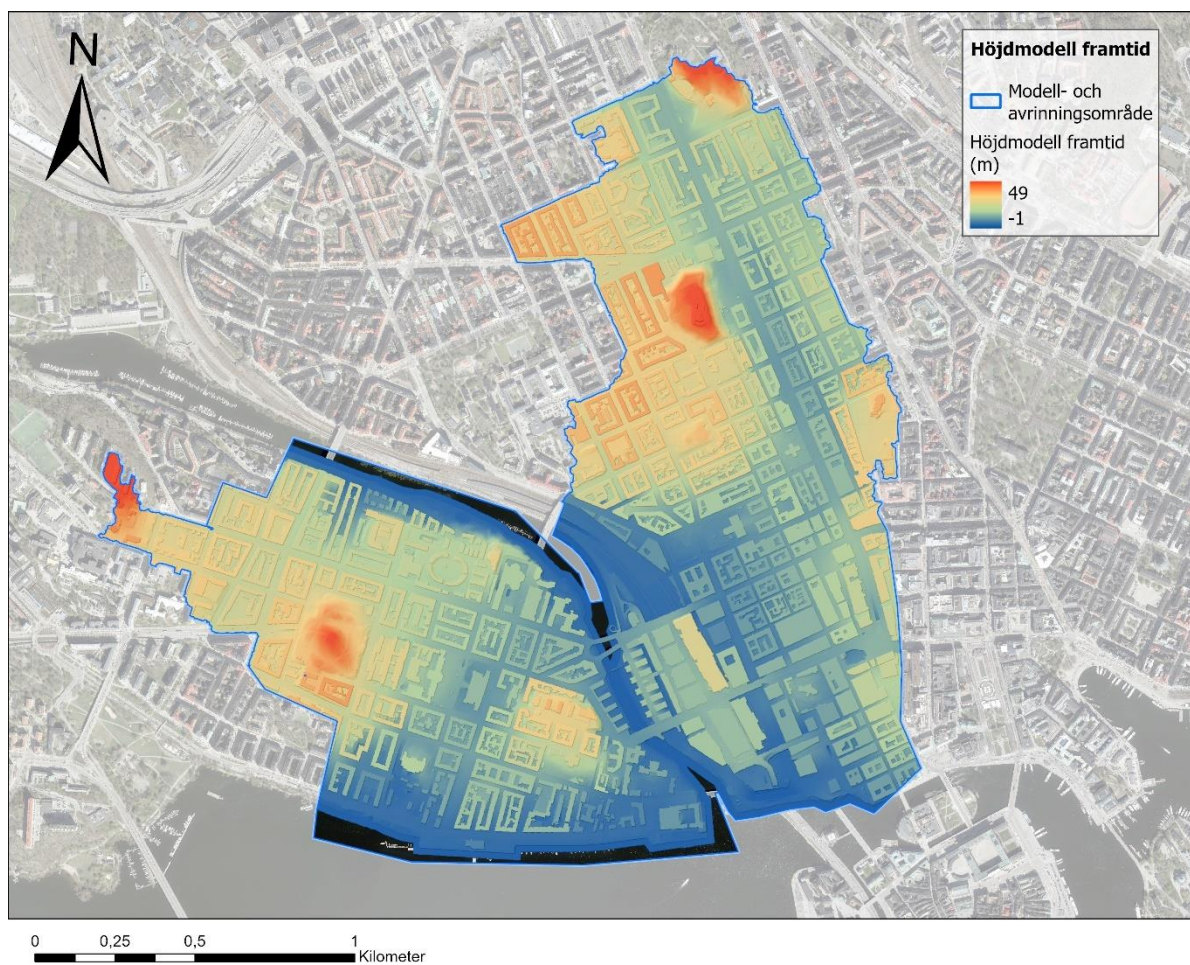 N
Höjdmodell framtid
Modell- och
avrinningsområde
Höjdmodell framtid
(m)
49
-1
0 0,25 0,5 1
Kilometer